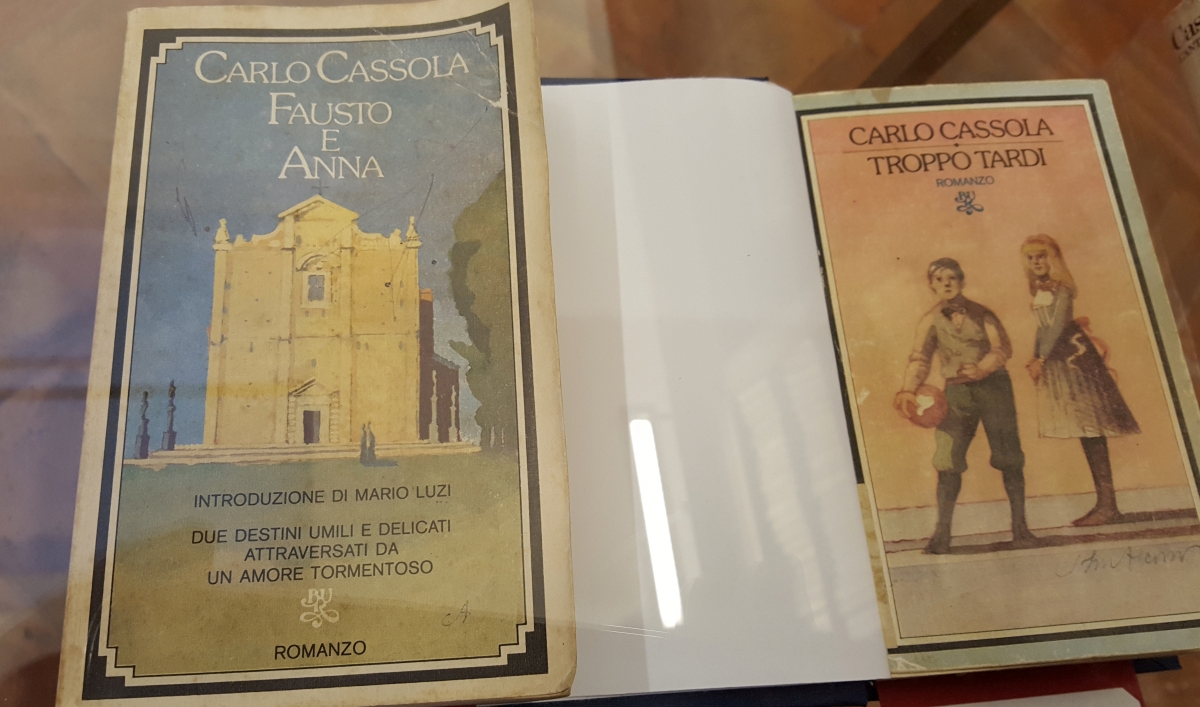 CARLO CASSOLA
FAUSTO
E
ANNA
INTRODUZIONE DI MARIO LUZI
DUE DESTINI UMILI E DELICATI
ATTRAVERSATI DA
UN AMORE TORMENTOSO
BUR
ROMANZO
CARLO CASSOLA
TROPPO TARDI
ROMANZO
BUR